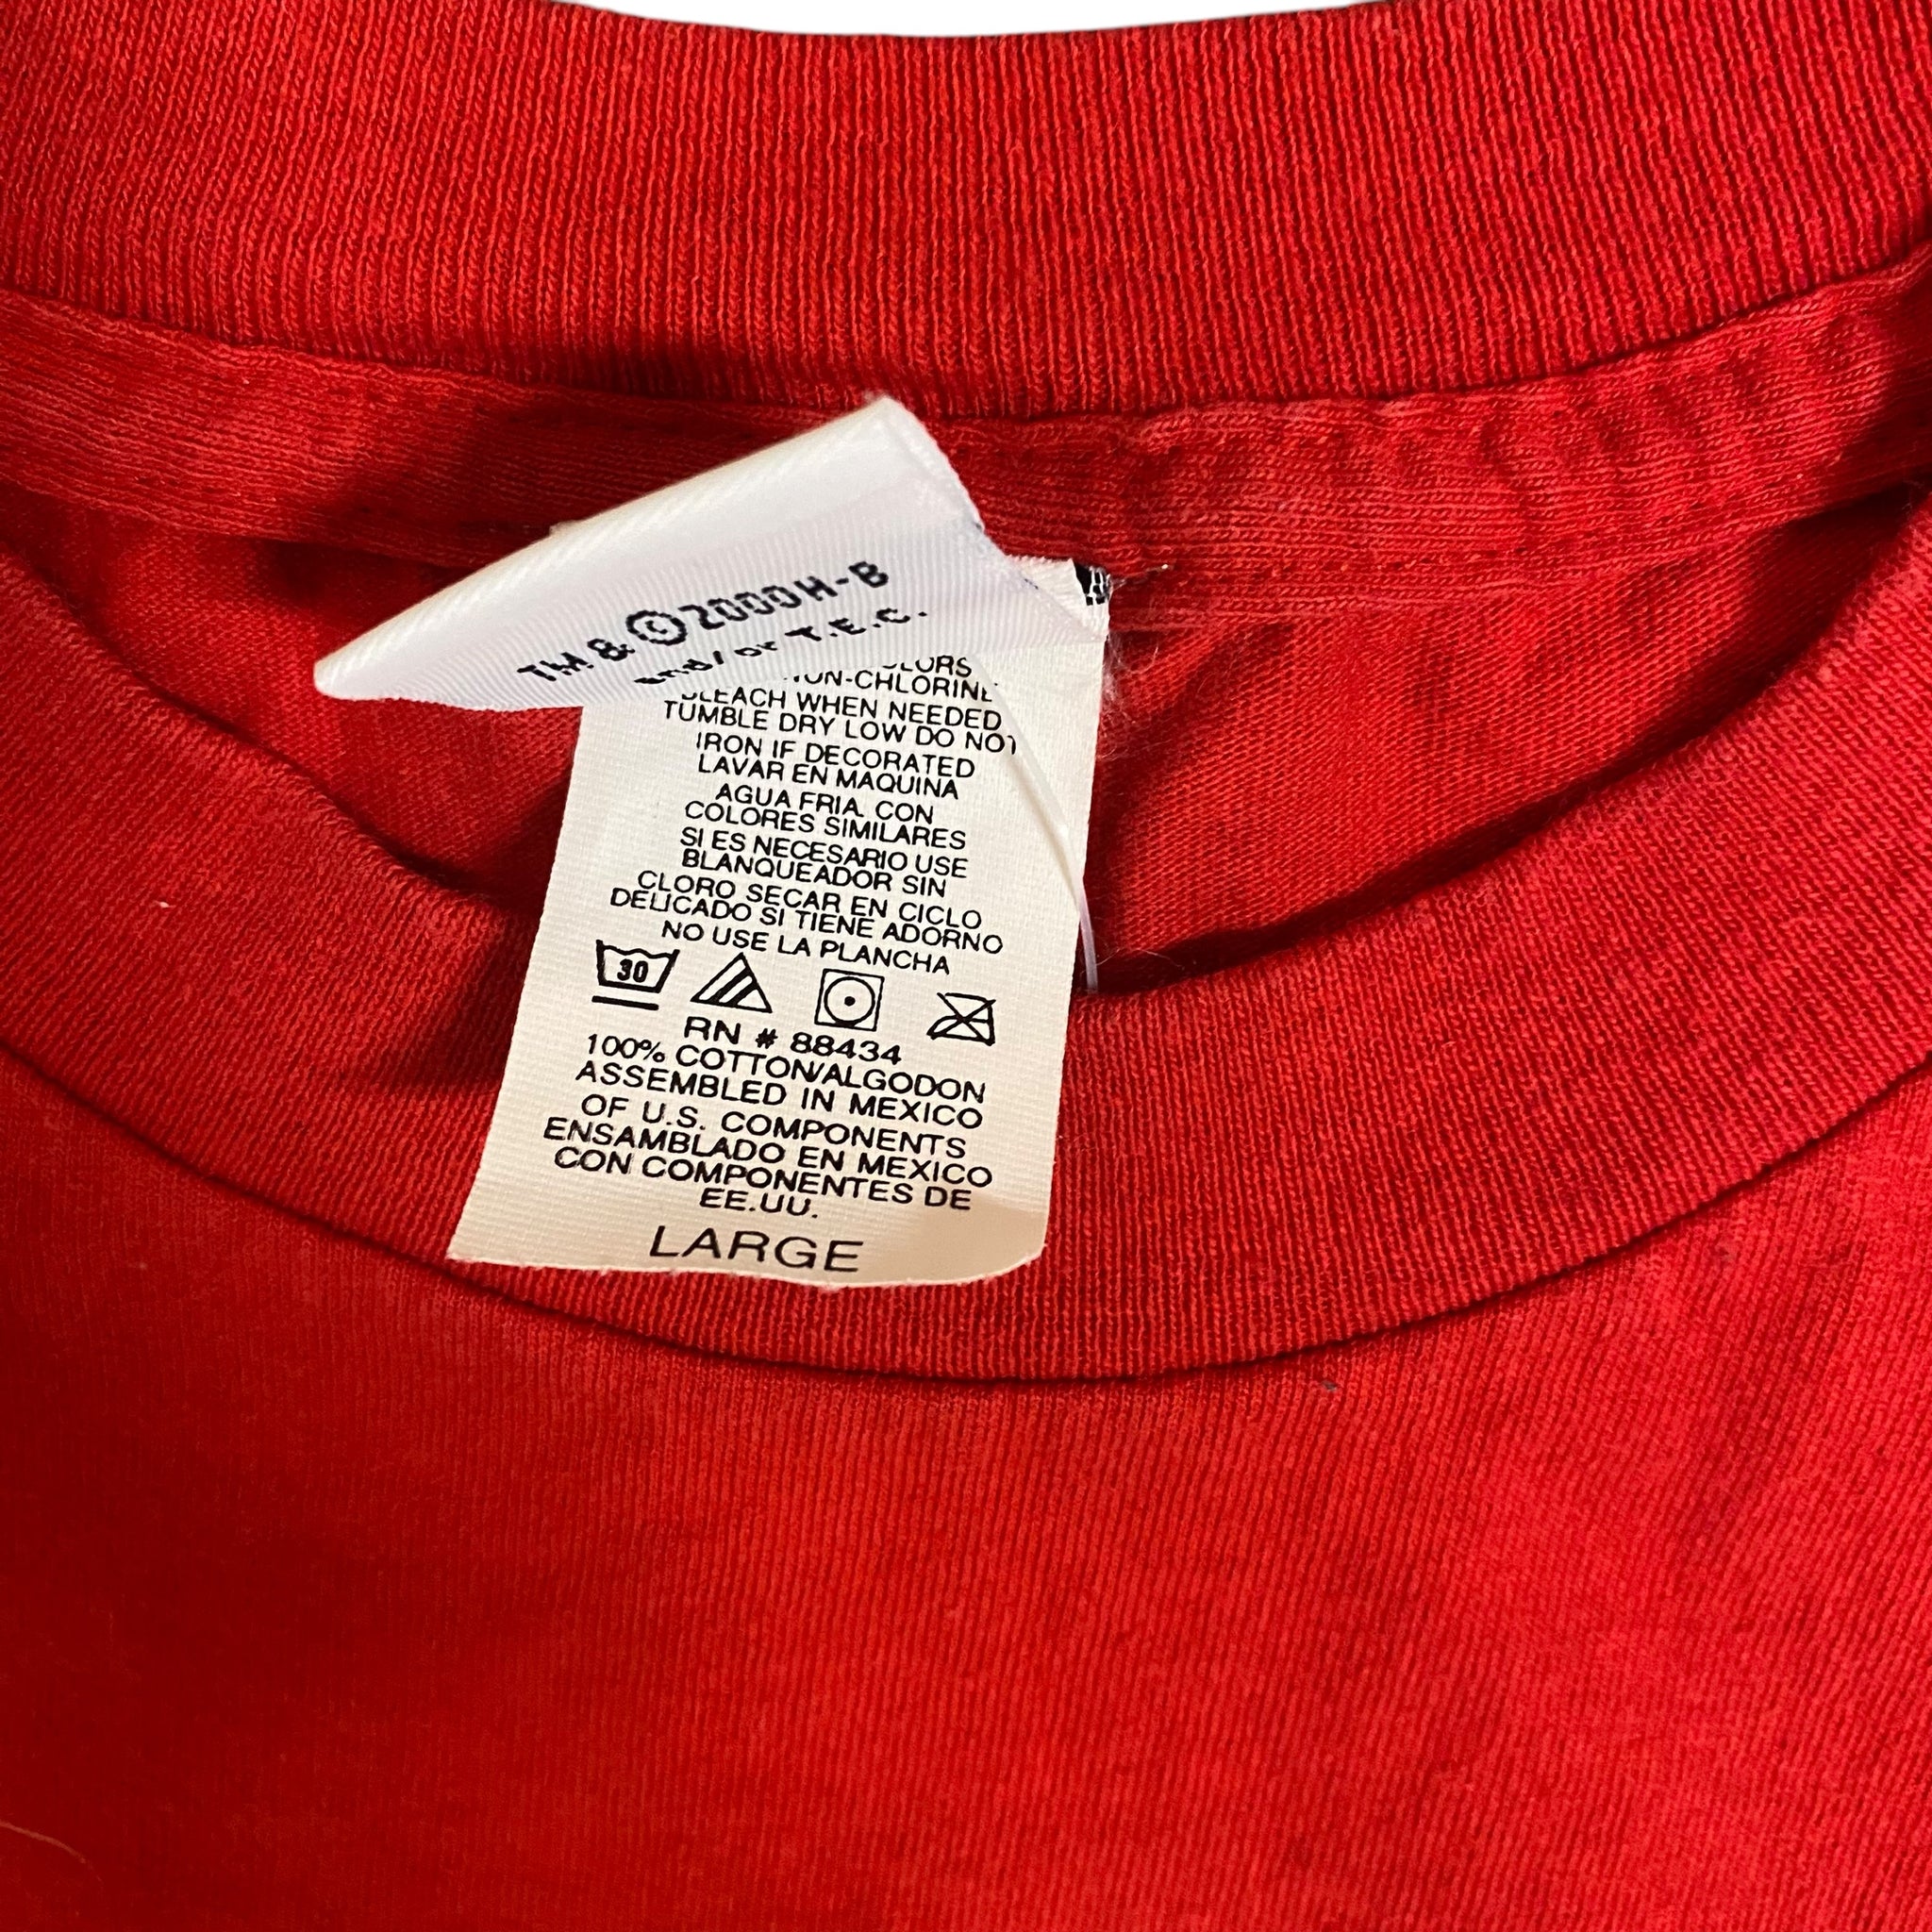 TM & © 2000 H-B
and/or T.E.C.
BLEACH WHEN NEEDED
TUMBLE DRY LOW DO NOT
IRON IF DECORATED
LAVAR EN MAQUINA
AGUA FRIA. CON
COLORES SIMILARES
SI ES NECESARIO USE
BLANQUEADOR SIN
CLORO SECAR EN CICLO
DELICADO SI TIENE ADORNO
NO USE LA PLANCHA
30
RN # 88434
100% COTTON/ALGODON
ASSEMBLED IN MEXICO
OF U.S. COMPONENTS
ENSAMBLADO EN MEXICO
CON COMPONENTES DE
EE.UU.
LARGE